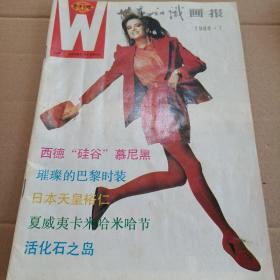 W 世界知识画报
1989·1
西德“硅谷”慕尼黑
璀璨的巴黎时装
日本天皇裕仁
夏威夷卡米哈米哈节
活化石之岛